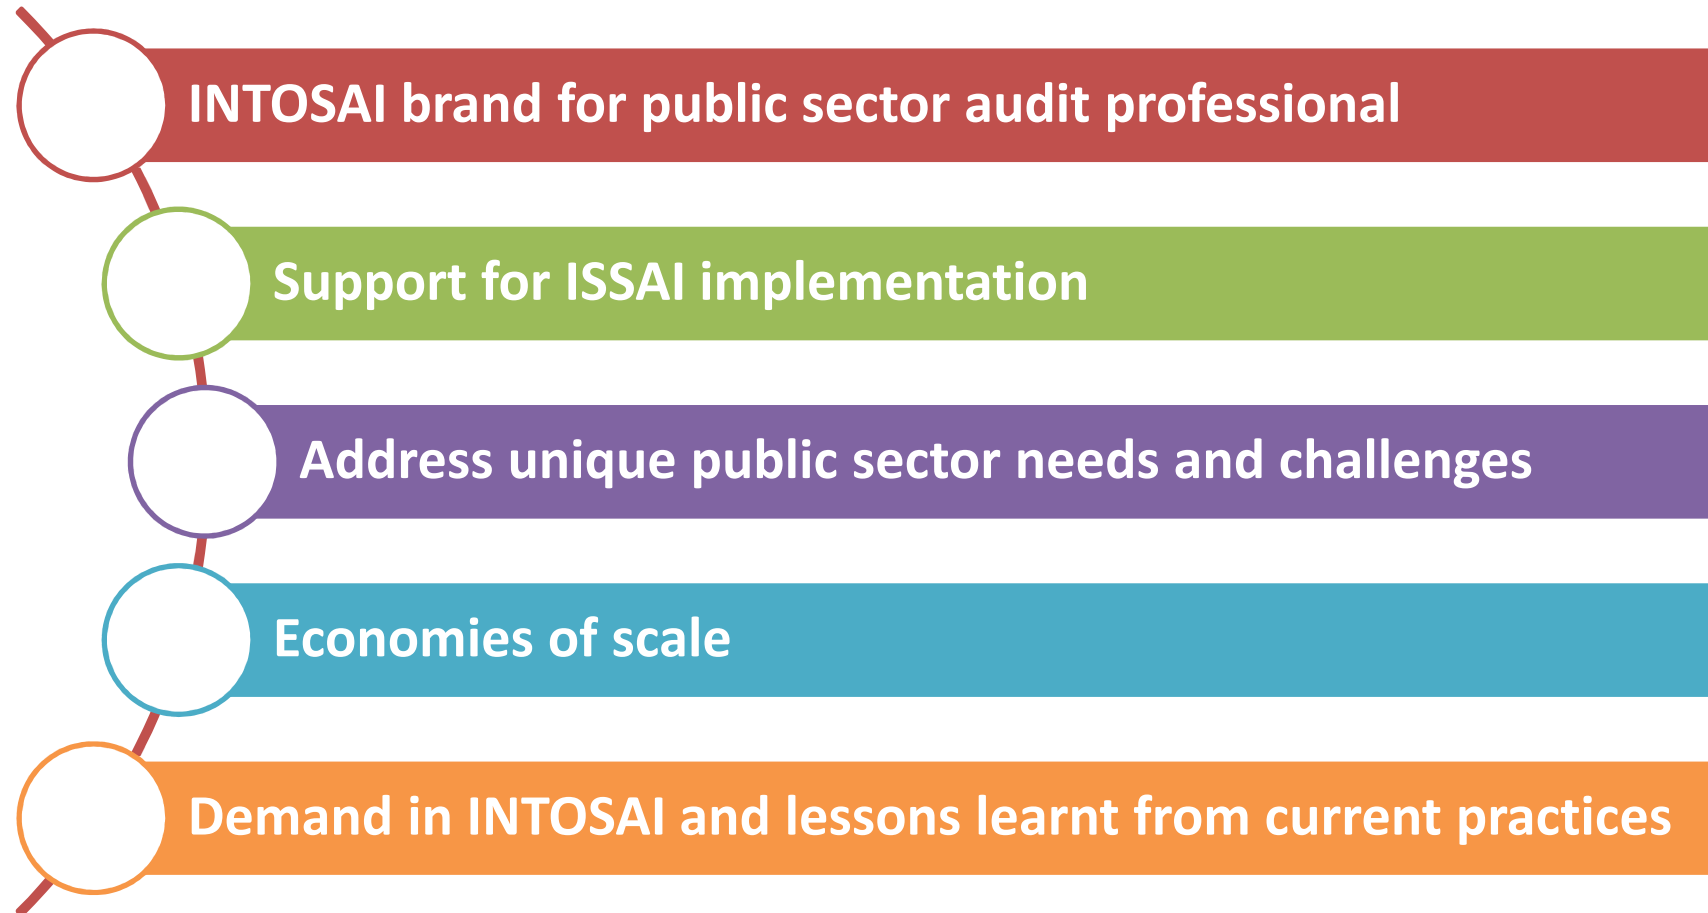 INTOSAI brand for public sector audit professional
Support for ISSAI implementation
Address unique public sector needs and challenges
Economies of scale
Demand in INTOSAI and lessons learnt from current practices